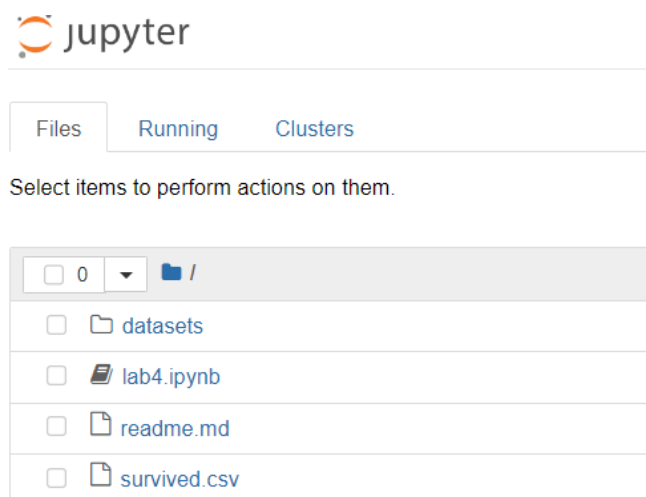 jupyter
Files Running Clusters
Select items to perform actions on them.
0 /
datasets
lab4.ipynb
readme.md
survived.csv